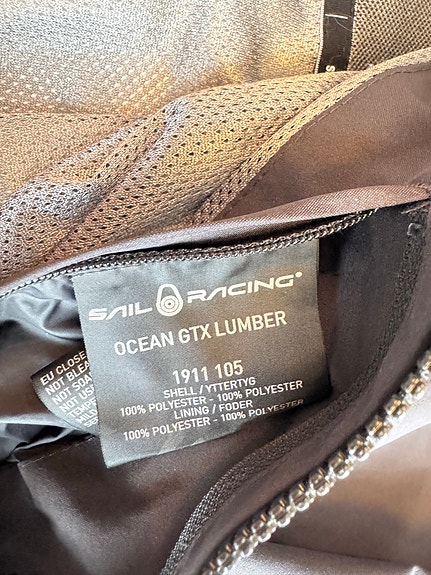 SAIL RACING®
OCEAN GTX LUMBER
1911 105
SHELL/YTTERTYG
100% POLYESTER - 100% POLYESTER
LINING/FODER
100% POLYESTER - 100% POLYESTER
EU CLOSE
NOT BLEA
NOT SOA
NOT US
TEMP